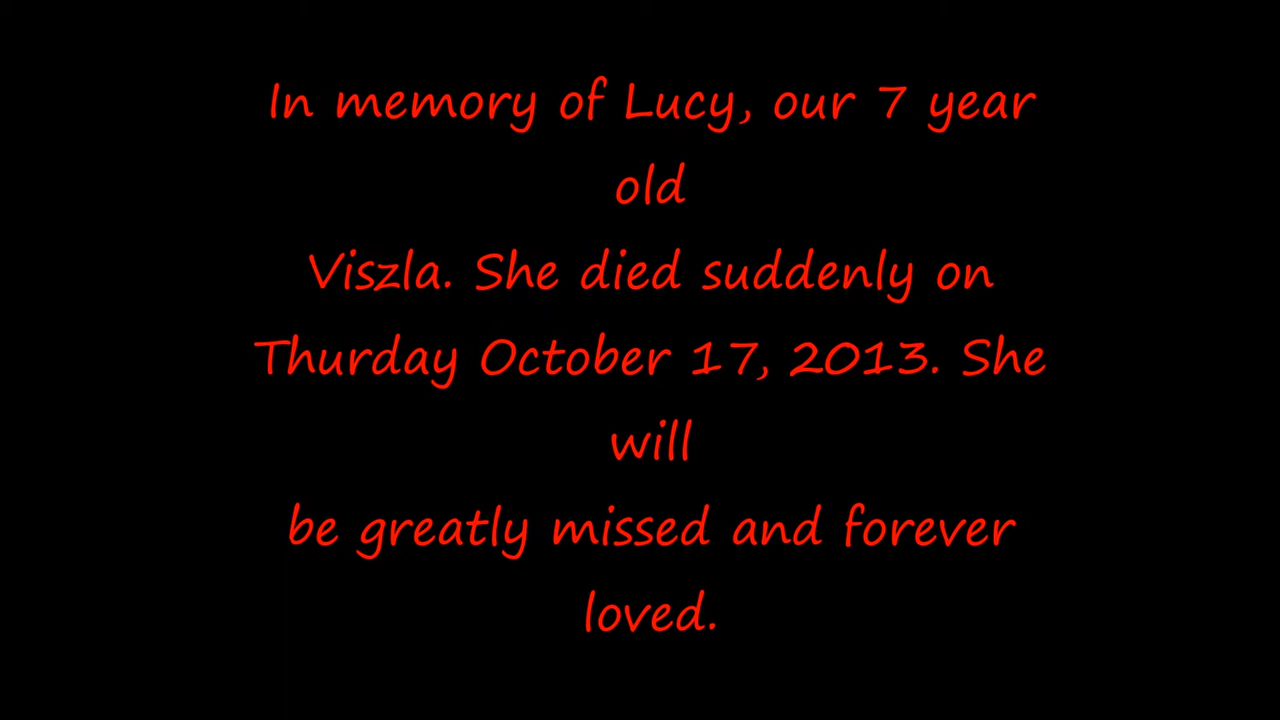 In memory of Lucy, our 7 year
old
Viszla. She died suddenly on
Thurday October 17, 2013. She
will
be greatly missed and forever
loved.